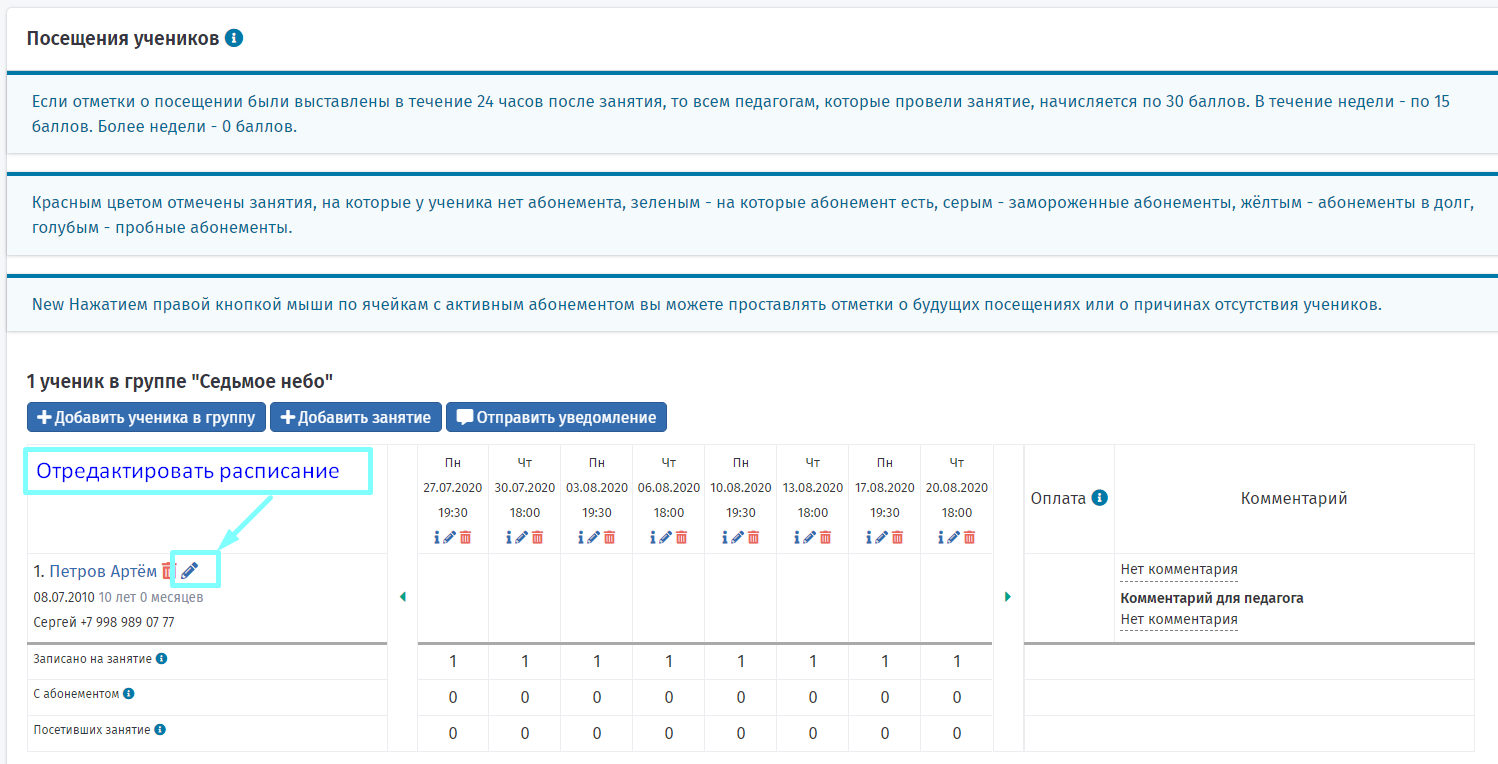 Посещения учеников
Если отметки о посещении были выставлены в течение 24 часов после занятия, то всем педагогам, которые провели занятие, начисляется по 30 баллов. В течение недели - по 15
баллов. Более недели - 0 баллов.
Красным цветом отмечены занятия, на которые у ученика нет абонемента, зеленым - на которые абонемент есть, серым - замороженные абонементы, жёлтым - абонементы в долг,
голубым - пробные абонементы.
New Нажатием правой кнопкой мыши по ячейкам с активным абонементом вы можете проставлять отметки о будущих посещениях или о причинах отсутствия учеников.
1 ученик в группе "Седьмое небо"
Добавить ученика в группу Добавить занятие Отправить уведомление
Отредактировать расписание
Пн Чт Пн Чт Пн Чт Пн Чт
27.07.2020 30.07.2020 03.08.2020 06.08.2020 10.08.2020 13.08.2020 17.08.2020 20.08.2020
19:30 18:00 19:30 18:00 19:30 18:00 19:30 18:00
Оплата Комментарий
1. Петров Артём
08.07.2010 10 лет 0 месяцев
Сергей +7 998 989 07 77
Нет комментария
Комментарий для педагога
Нет комментария
Записано на занятие 1 1 1 1 1 1 1 1
С абонементом 0 0 0 0 0 0 0 0
Посетивших занятие 0 0 0 0 0 0 0 0